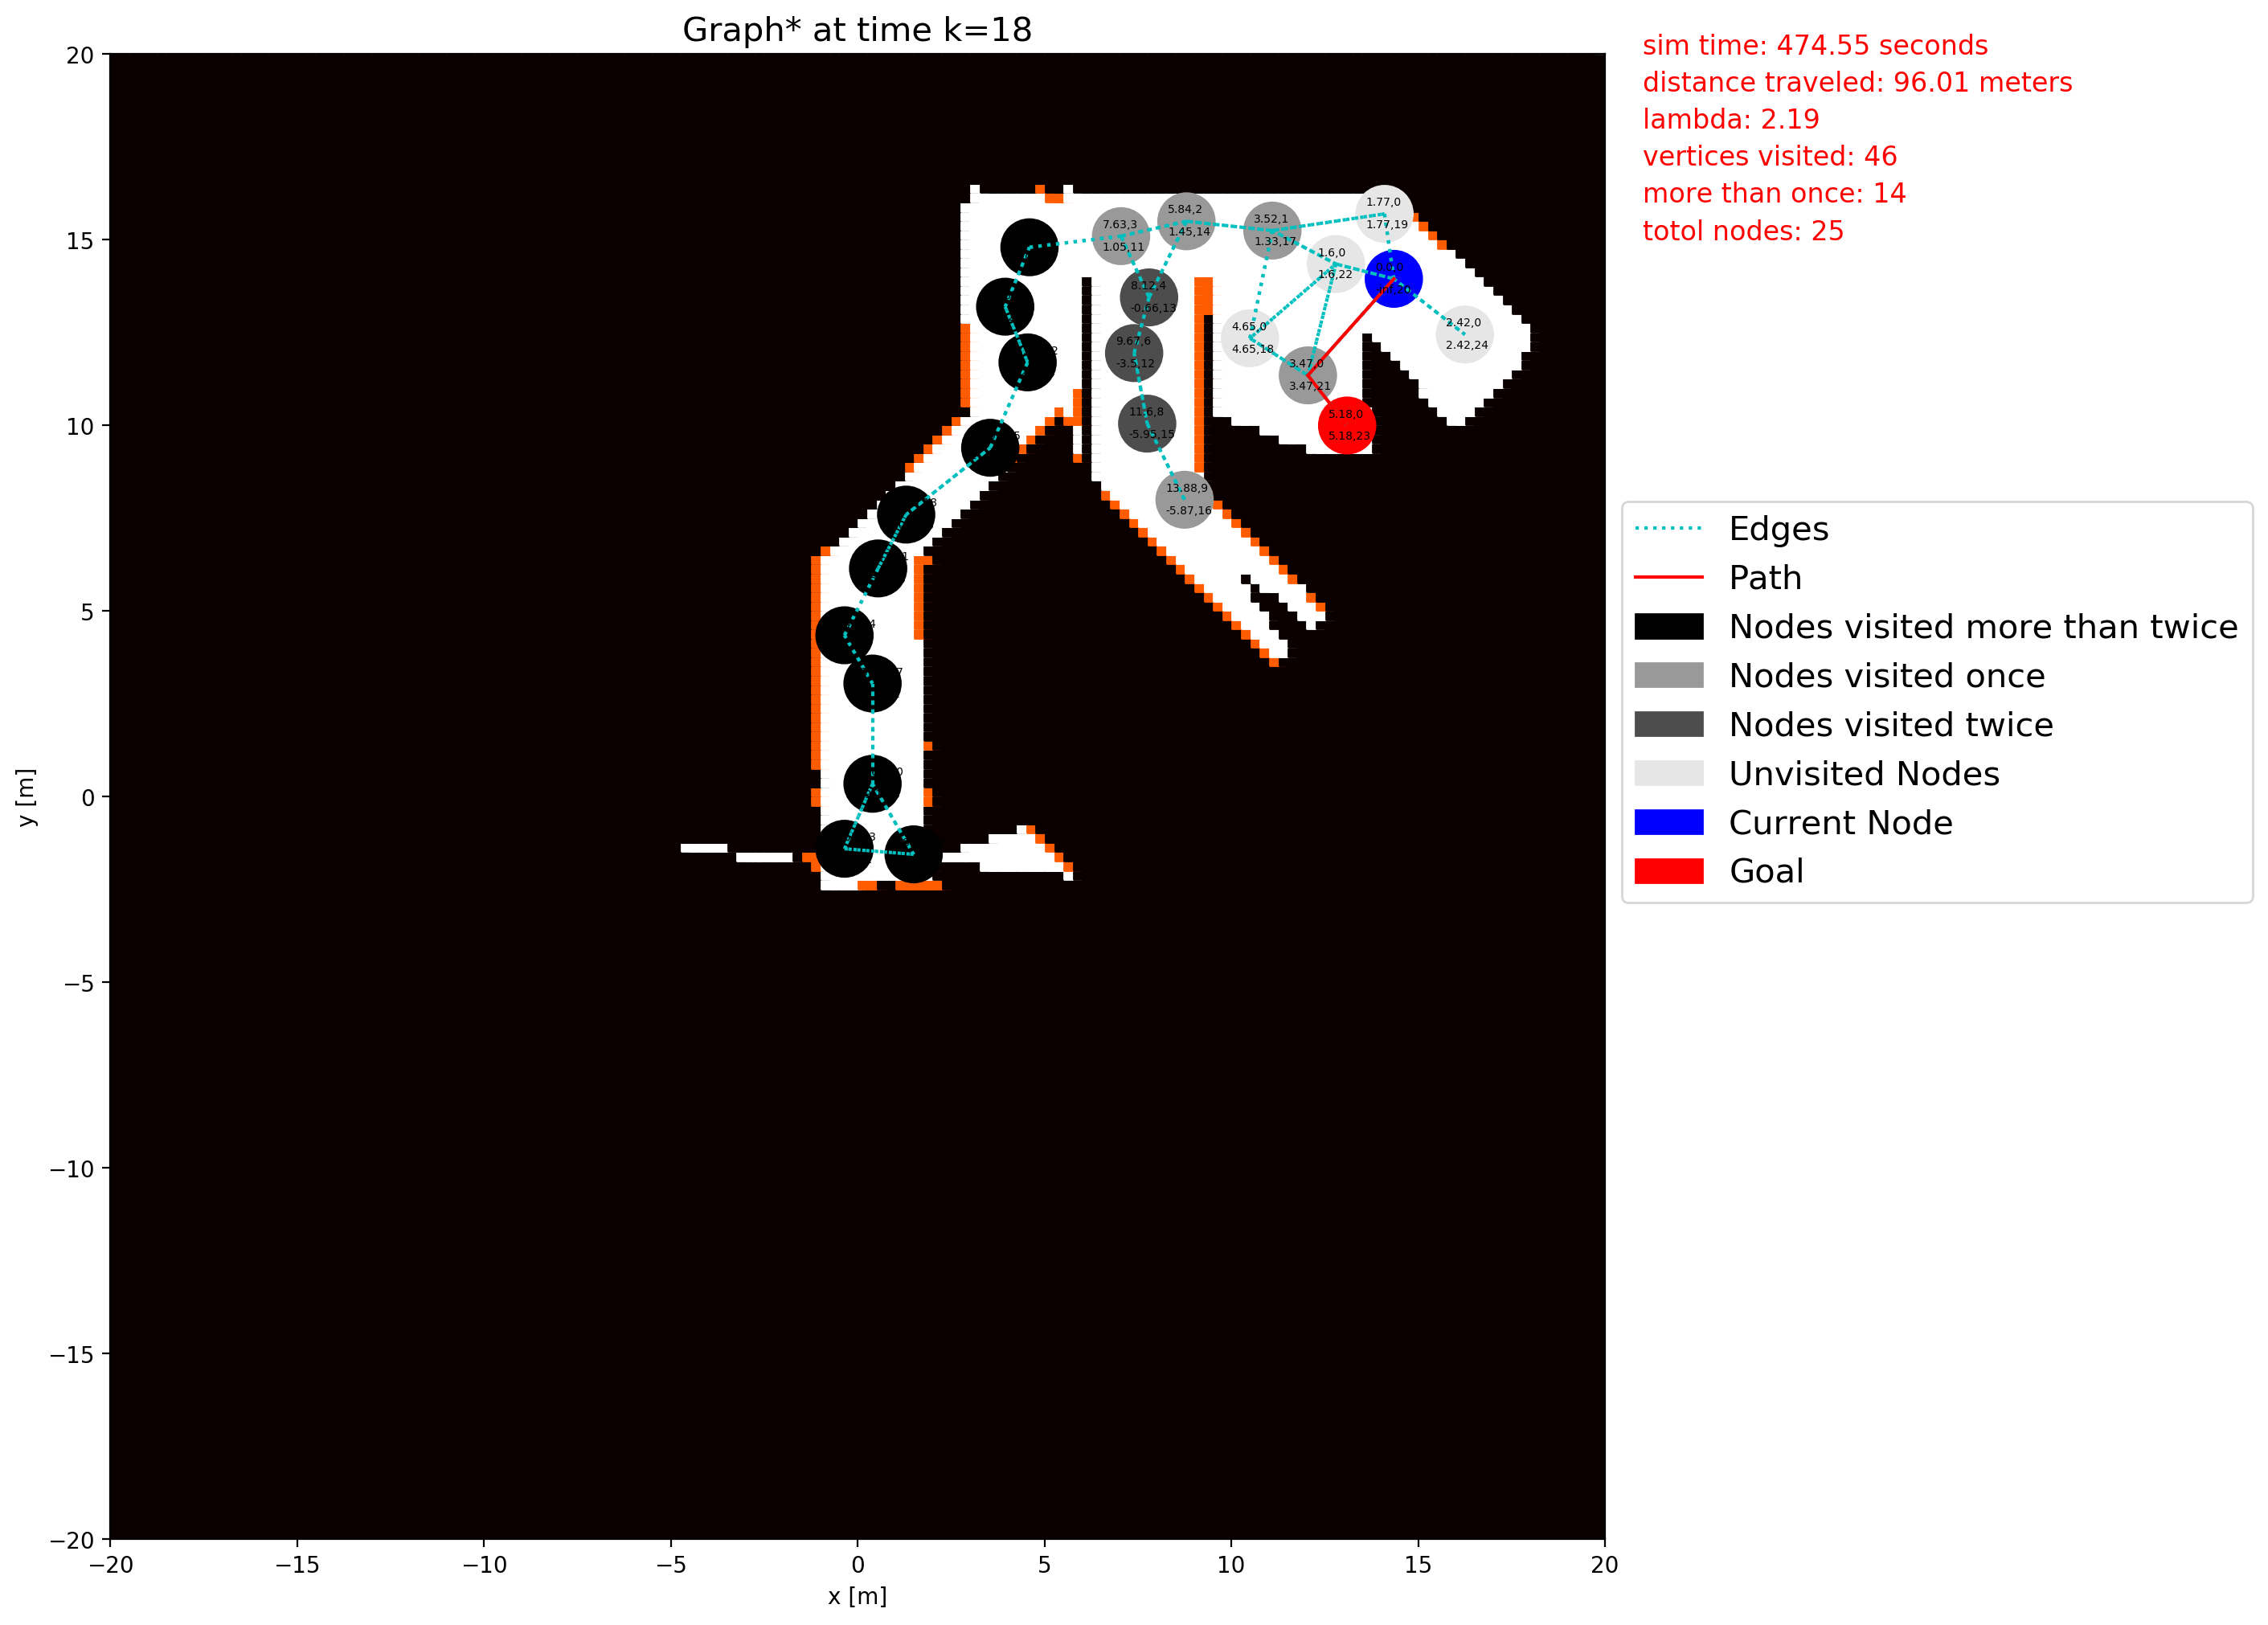 Graph* at time k=18
sim time: 474.55 seconds
distance traveled: 96.01 meters
lambda: 2.19
vertices visited: 46
more than once: 14
totol nodes: 25
20
15
10
5
0
−5
−10
−15
−20
y [m]
−20
−15
−10
−5
0
5
10
15
20
x [m]
7.63,3
1.05,11
5.84,2
1.45,14
3.52,1
1.33,17
1.77,0
1.77,19
1.6,0
1.6,22
8.12,4
-0.66,13
9.67,6
-3.5,12
4.65,0
4.65,18
2.42,0
2.42,24
3.47,0
3.47,21
11.6,8
-5.95,15
5.18,0
5.18,23
13.88,9
-5.87,16
Edges
Path
Nodes visited more than twice
Nodes visited once
Nodes visited twice
Unvisited Nodes
Current Node
Goal